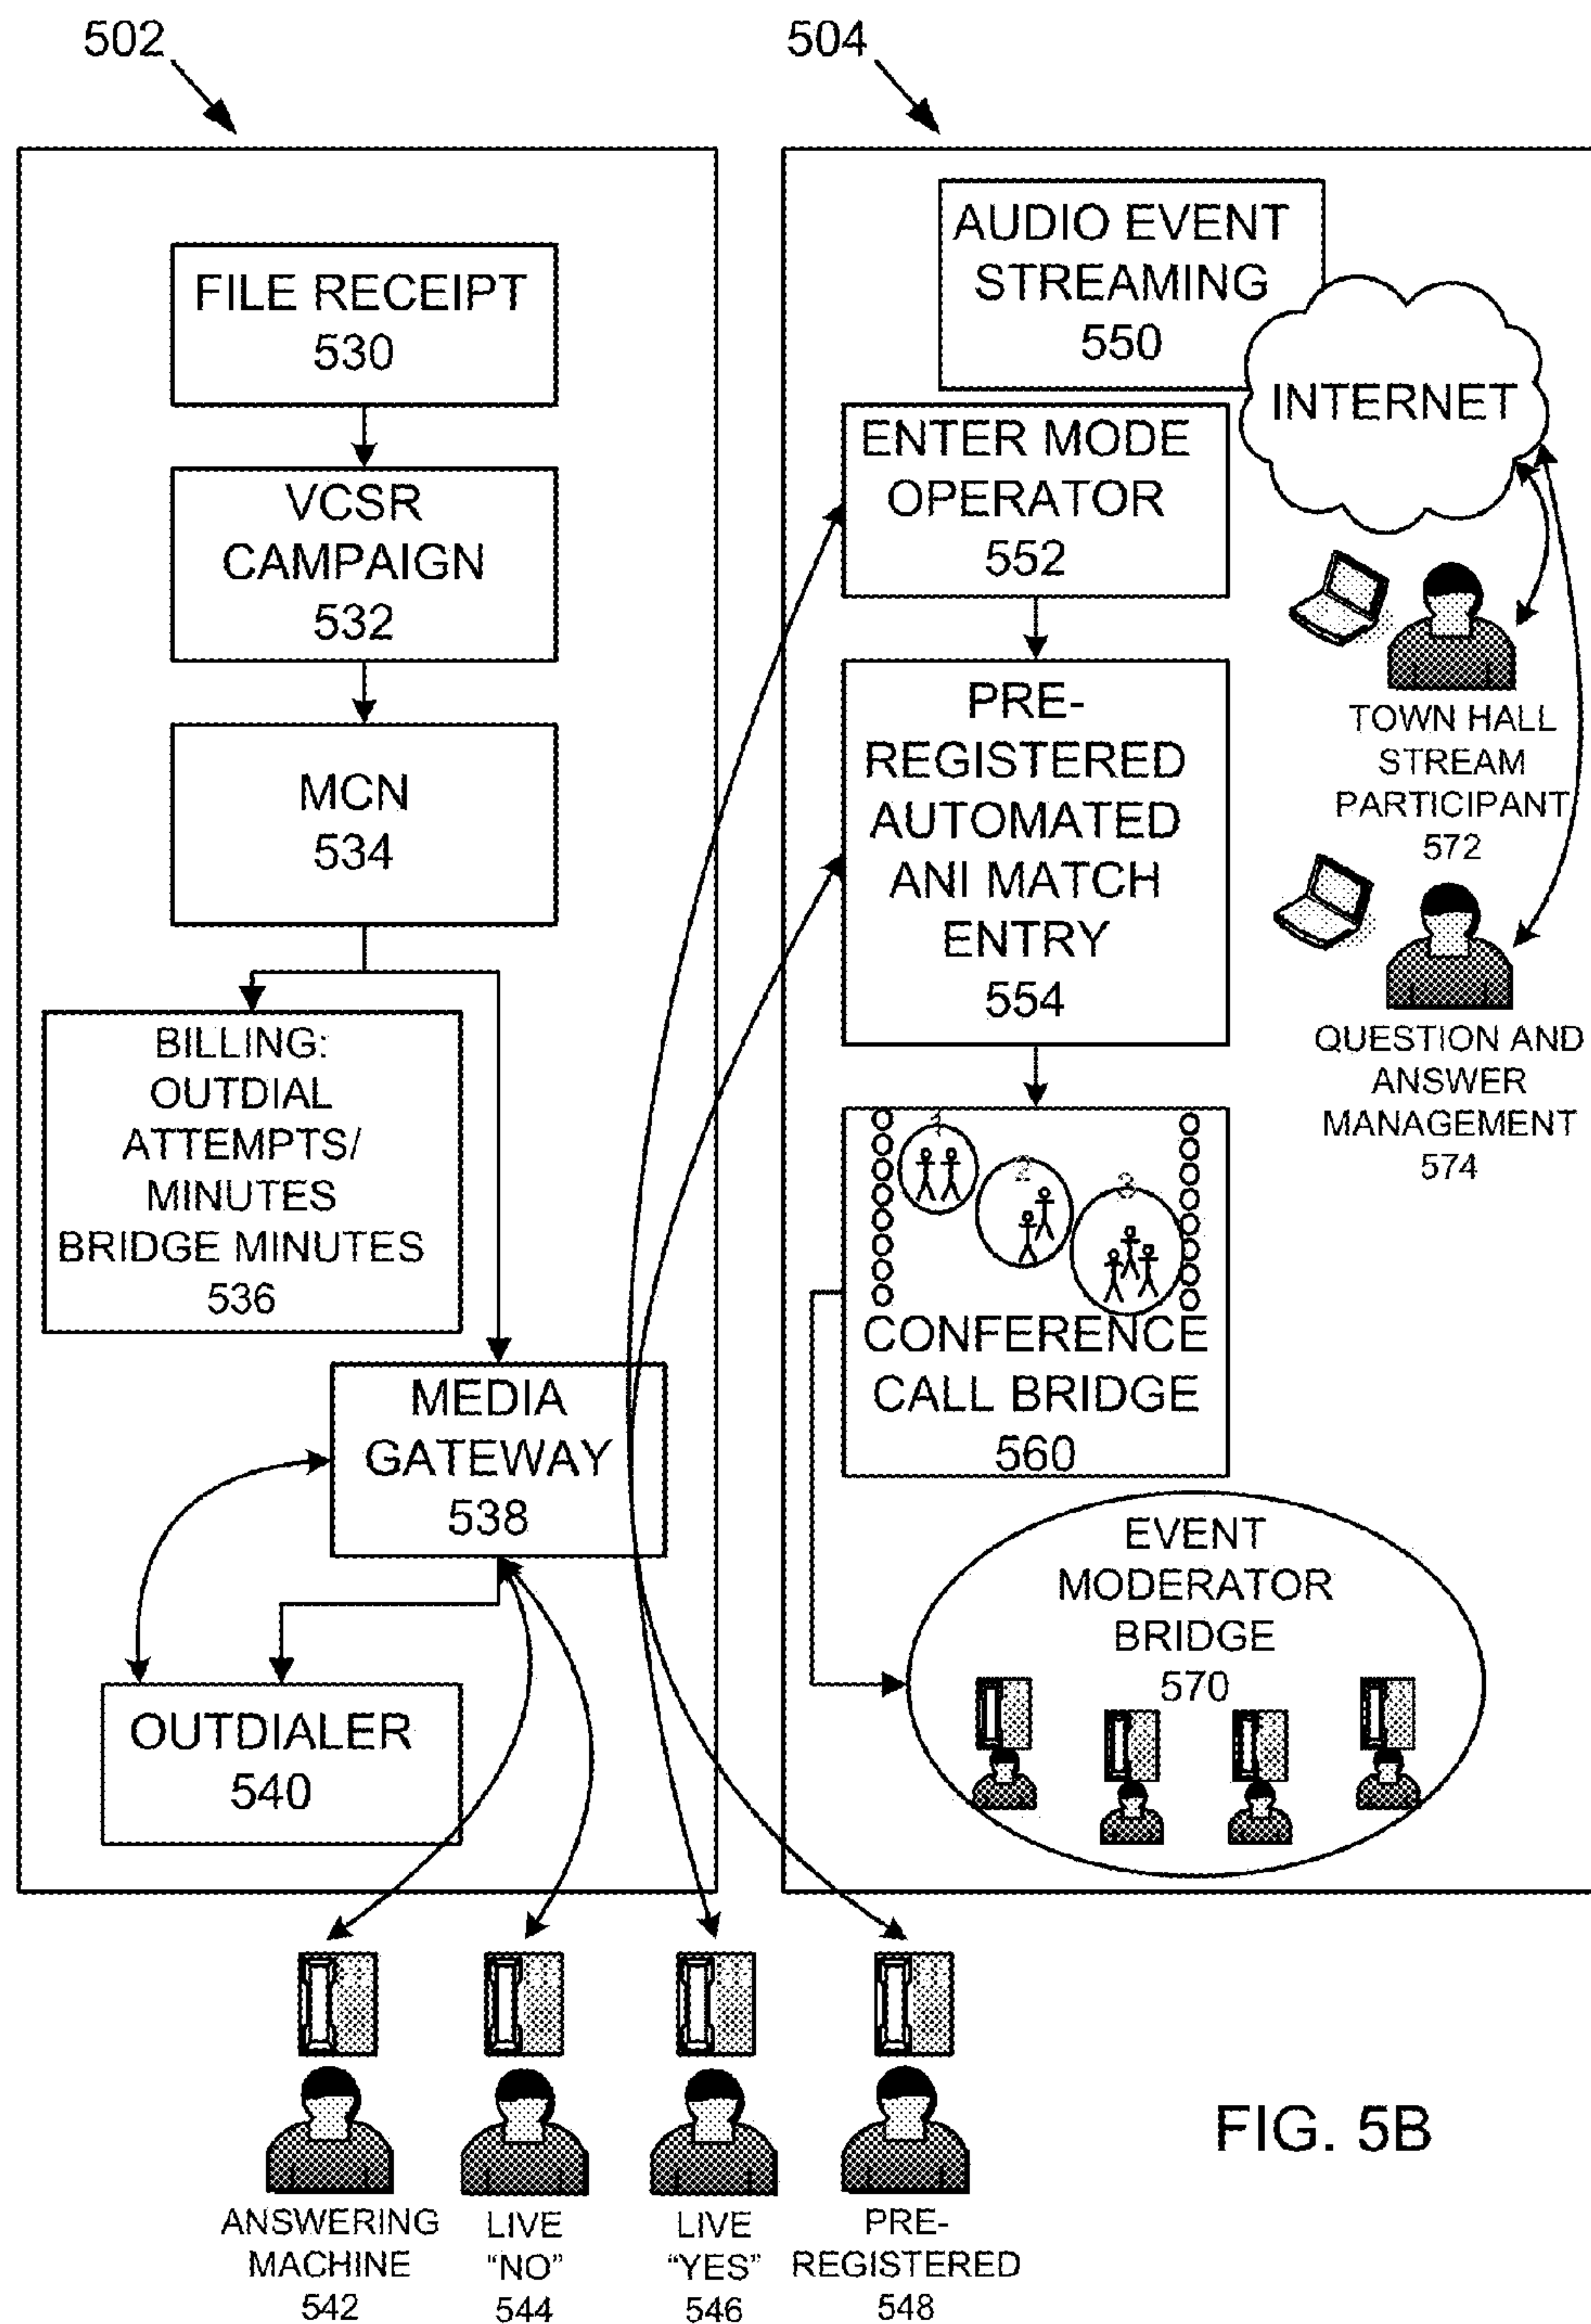 502
504
FILE RECEIPT
530
VCSR
CAMPAIGN
532
MCN
534
BILLING:
OUTDIAL
ATTEMPTS/
MINUTES
BRIDGE MINUTES
536
MEDIA
GATEWAY
538
OUTDIALER
540
AUDIO EVENT
STREAMING
550
INTERNET
ENTER MODE
OPERATOR
552
PRE-
REGISTERED
AUTOMATED
ANI MATCH
ENTRY
554
TOWN HALL
STREAM
PARTICIPANT
572
QUESTION AND
ANSWER
MANAGEMENT
574
1
2
3
CONFERENCE
CALL BRIDGE
560
EVENT
MODERATOR
BRIDGE
570
ANSWERING
MACHINE
542
LIVE
"NO"
544
LIVE
"YES"
546
PRE-
REGISTERED
548
FIG. 5B